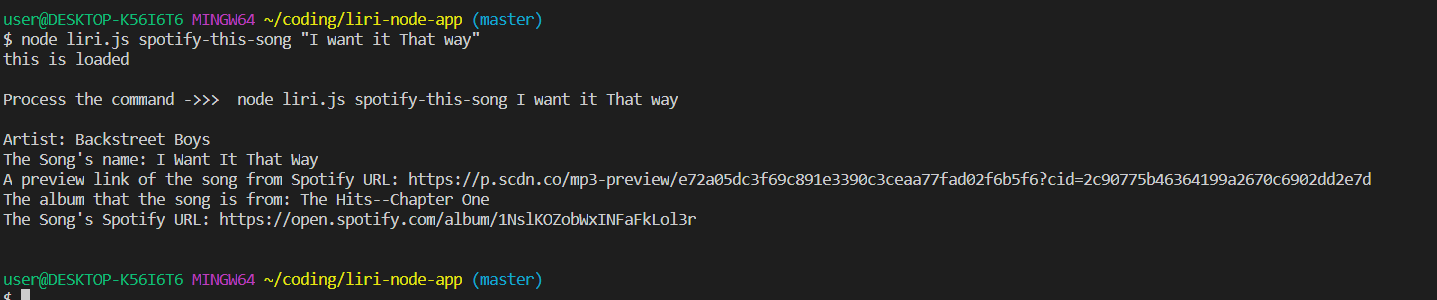 user@DESKTOP-K56I6T6 MINGW64 ~/coding/liri-node-app (master)
$ node liri.js spotify-this-song "I want it That way"
this is loaded
Process the command ->>>  node liri.js spotify-this-song I want it That way
Artist: Backstreet Boys
The Song's name: I Want It That Way
A preview link of the song from Spotify URL: https://p.scdn.co/mp3-preview/e72a05dc3f69c891e3390c3ceaa77fad02f6b5f6?cid=2c90775b46364199a2670c6902dd2e7d
The album that the song is from: The Hits--Chapter One
The Song's Spotify URL: https://open.spotify.com/album/1NslKOZobWxINFaFkLol3r
user@DESKTOP-K56I6T6 MINGW64 ~/coding/liri-node-app (master)
$